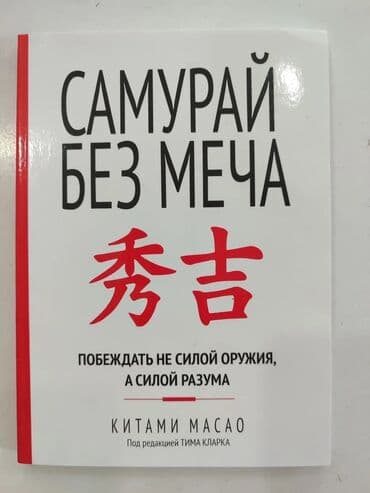 САМУРАЙ
БЕЗ МЕЧА
秀吉
ПОБЕЖДАТЬ НЕ СИЛОЙ ОРУЖИЯ,
А СИЛОЙ РАЗУМА
КИТАМИ МАСАО
Под редакцией ТИМА КЛАРКА